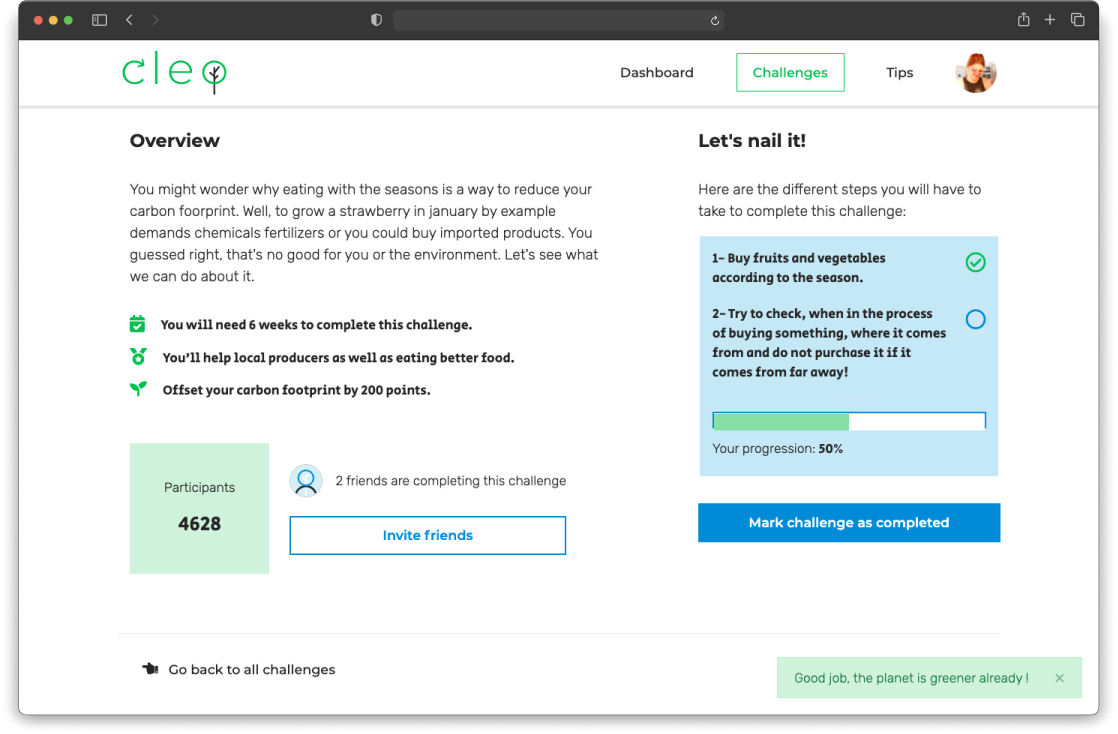 cleo
Dashboard
Challenges
Tips
Overview
You might wonder why eating with the seasons is a way to reduce your
carbon foorprint. Well, to grow a strawberry in january by example
demands chemicals fertilizers or you could buy imported products. You
guessed right, that's no good for you or the environment. Let's see what
we can do about it.
You will need 6 weeks to complete this challenge.
You’ll help local producers as well as eating better food.
Offset your carbon footprint by 200 points.
Participants
4628
2 friends are completing this challenge
Invite friends
Let's nail it!
Here are the different steps you will have to
take to complete this challenge:
1- Buy fruits and vegetables
according to the season.
2- Try to check, when in the process
of buying something, where it comes
from and do not purchase it if it
comes from far away!
Your progression: 50%
Mark challenge as completed
Go back to all challenges
Good job, the planet is greener already !